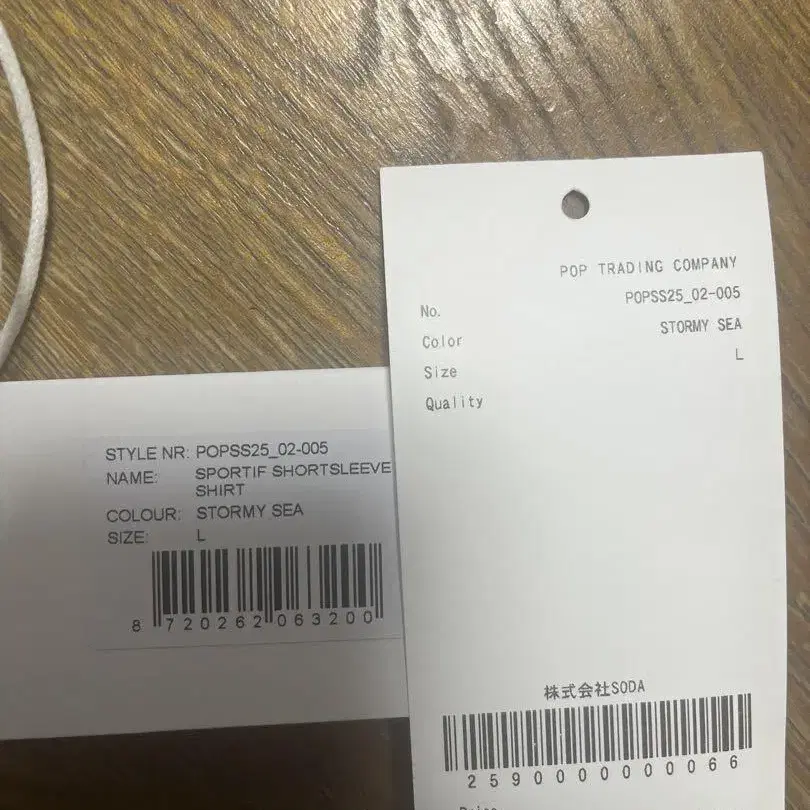 STYLE NR: POPSS25_02-005
NAME: SPORTIF SHORTSLEEVE
SHIRT
COLOUR: STORMY SEA
SIZE: L
8 720262 063200
POP TRADING COMPANY
No. POPSS25_02-005
Color STORMY SEA
Size L
Quality
株式会社SODA
2590000000066
Price